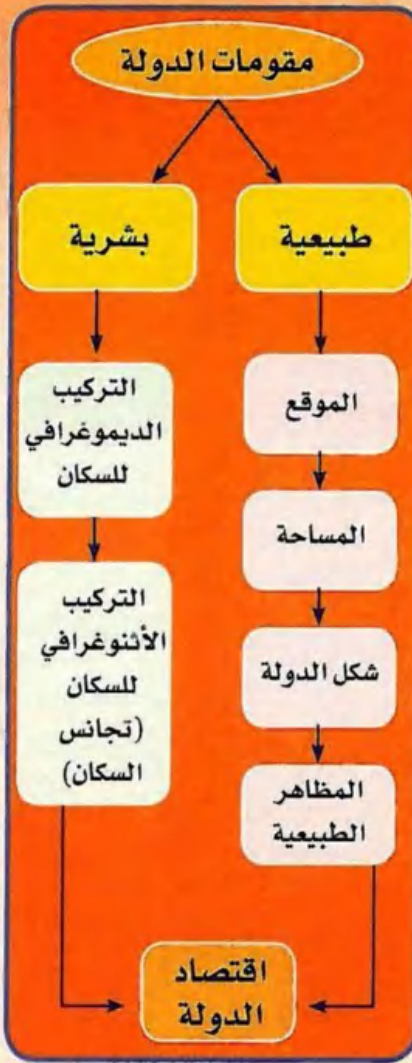 مقومات الدولة
طبيعية
بشرية
الموقع
المساحة
شكل الدولة
المظاهر
الطبيعية
التركيب
الديموغرافي
للسكان
التركيب
الأثنوغرافي
للسكان
(تجانس
السكان)
اقتصاد
الدولة